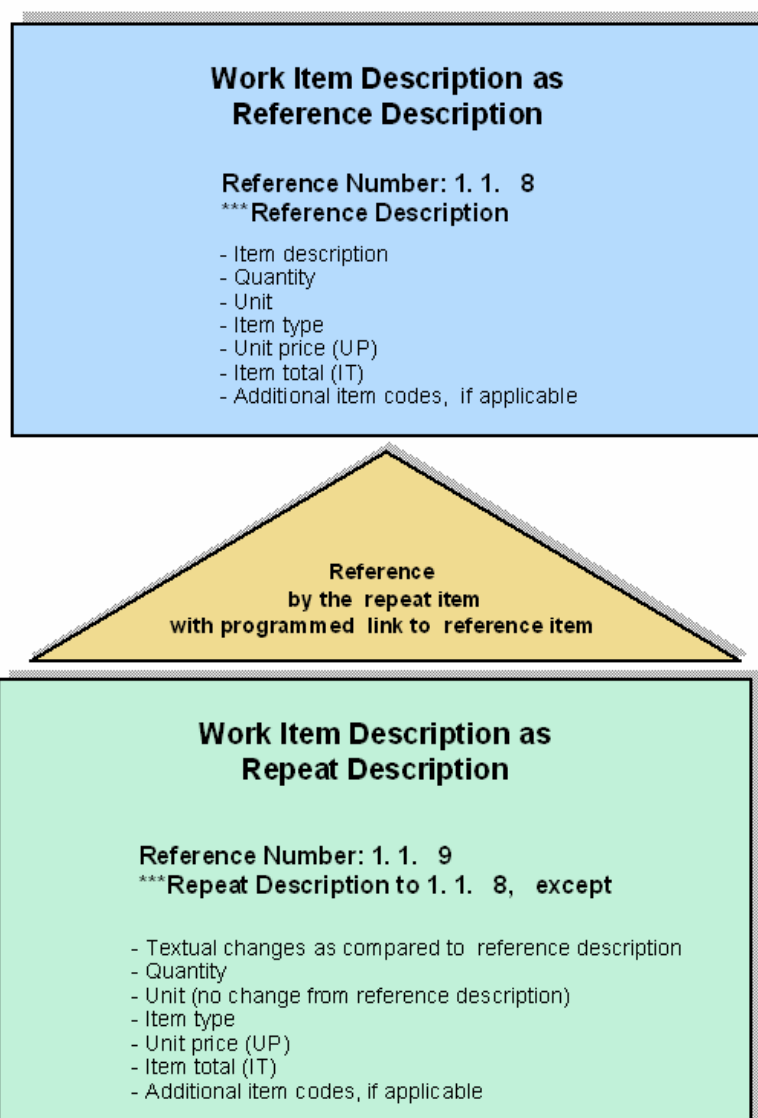 Work Item Description as
Reference Description
Reference Number: 1. 1. 8
***Reference Description
- Item description
- Quantity
- Unit
- Item type
- Unit price (UP)
- Item total (IT)
- Additional item codes, if applicable
Reference
by the repeat item
with programmed link to reference item
Work Item Description as
Repeat Description
Reference Number: 1. 1. 9
***Repeat Description to 1. 1. 8, except
- Textual changes as compared to reference description
- Quantity
- Unit (no change from reference description)
- Item type
- Unit price (UP)
- Item total (IT)
- Additional item codes, if applicable